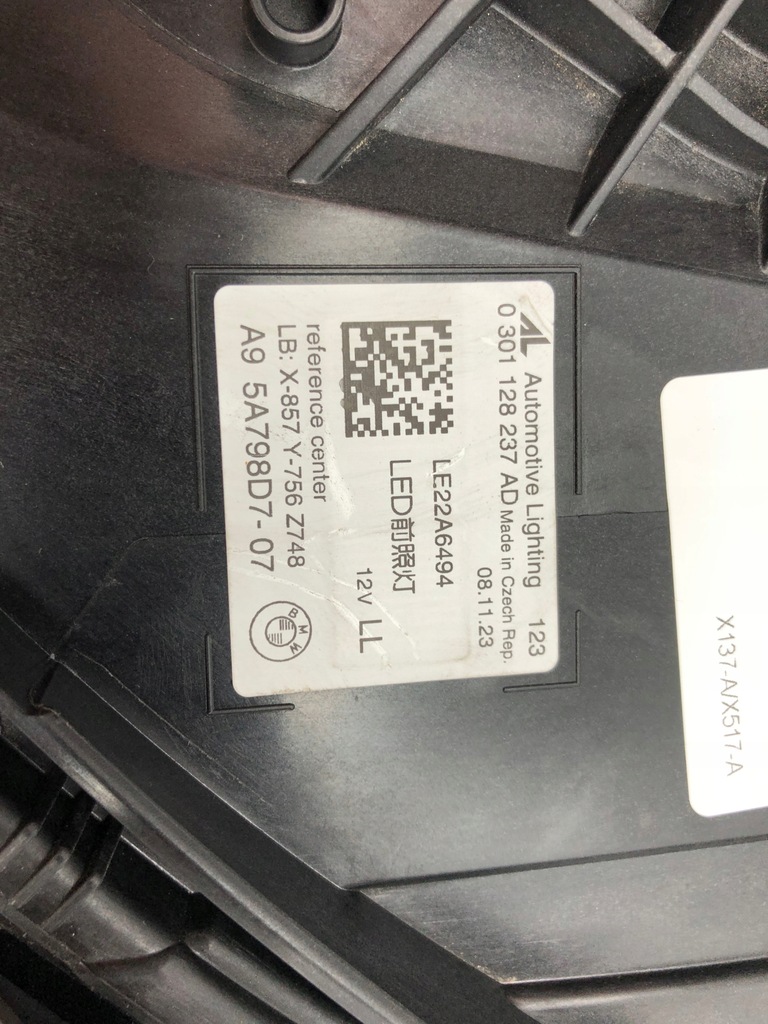 AL Automotive Lighting 123
0 301 128 237 AD Made in Czech Rep.
08.11.23
LE22A6494
LED前照灯
12V LL
reference center
LB: X-857 Y-756 Z748
A9 5A798D7-07
BMW
X137-A/X517-A